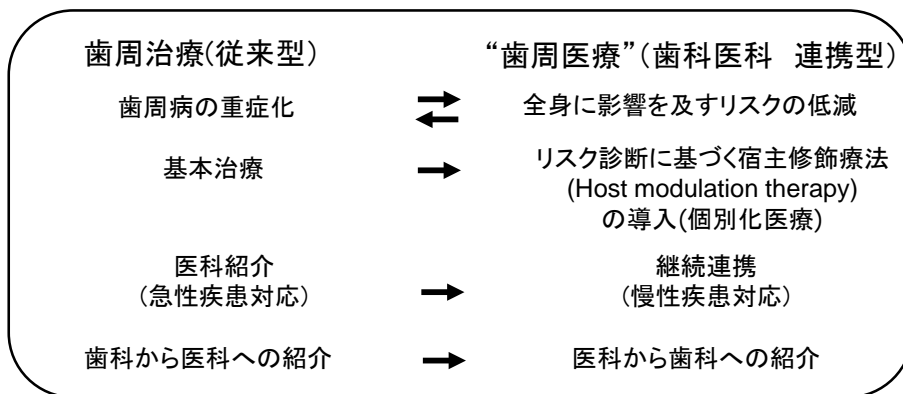 歯周治療(従来型)
“歯周医療”(歯科医科 連携型)
歯周病の重症化
全身に影響を及すリスクの低減
基本治療
リスク診断に基づく宿主修飾療法
(Host modulation therapy)
の導入(個別化医療)
医科紹介
(急性疾患対応)
継続連携
(慢性疾患対応)
歯科から医科への紹介
医科から歯科への紹介